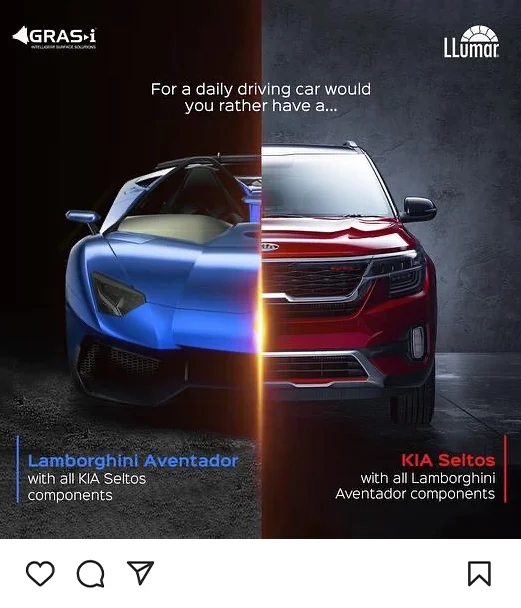 GRAS-i
INTELLIGENT SURFACE SOLUTIONS
LLumar
For a daily driving car would
you rather have a...
KIA
Lamborghini Aventador
with all KIA Seltos
components
KIA Seltos
with all Lamborghini
Aventador components